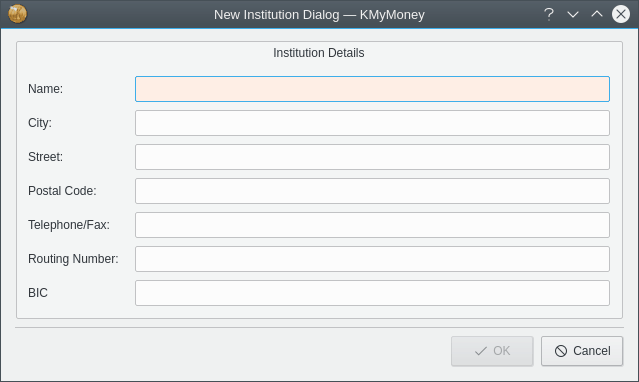 New Institution Dialog — KMyMoney
Institution Details
Name:
City:
Street:
Postal Code:
Telephone/Fax:
Routing Number:
BIC
OK
Cancel